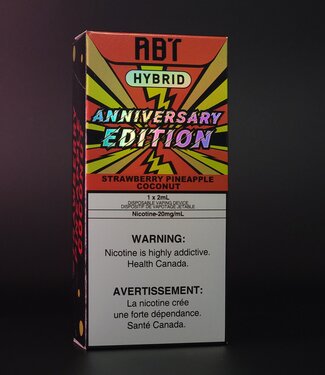 RBT
HYBRID
ANNIVERSARY
EDITION
STRAWBERRY PINEAPPLE
COCONUT
1 x 2mL
DISPOSABLE VAPING DEVICE
DISPOSITIF DE VAPOTAGE JETABLE
Nicotine-20mg/mL
WARNING:
Nicotine is highly addictive.
Health Canada.
AVERTISSEMENT:
La nicotine crée
une forte dépendance.
Santé Canada.